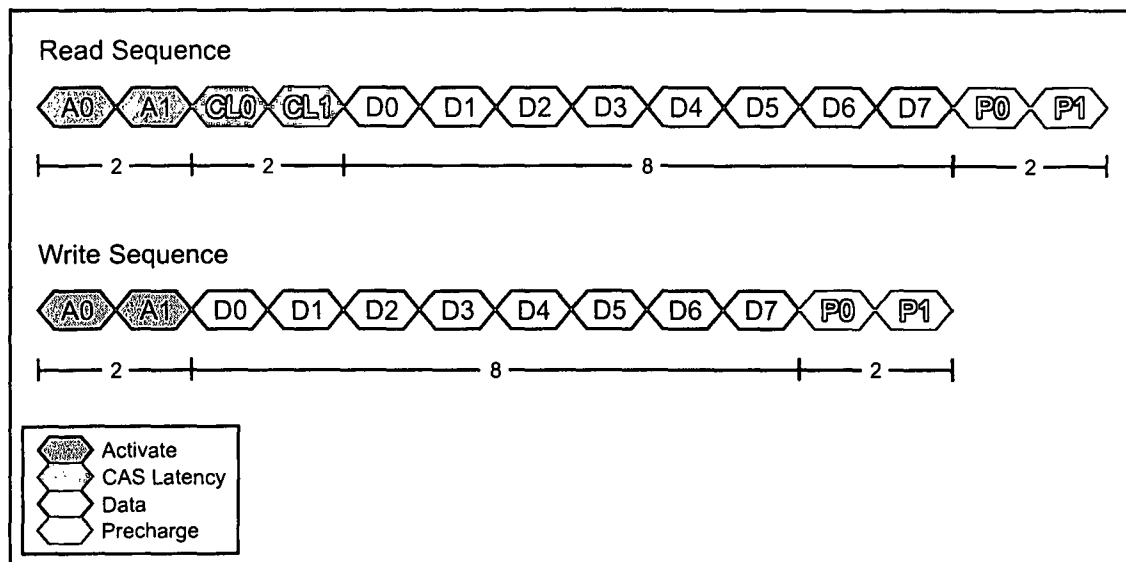 Read Sequence
A0 A1 CL0 CL1 D0 D1 D2 D3 D4 D5 D6 D7 P0 P1
2 2 8 2
Write Sequence
A0 A1 D0 D1 D2 D3 D4 D5 D6 D7 P0 P1
2 8 2
Activate
CAS Latency
Data
Precharge